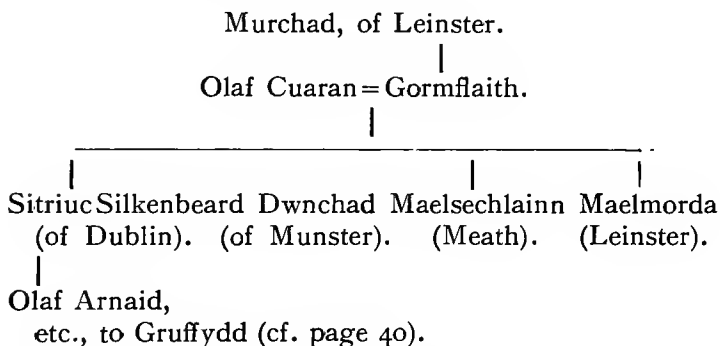 Murchad, of Leinster.
Olaf Cuaran=Gormflaith.
Sitriuc Silkenbeard Dwnchad Maelsechlainn Maelmorda
(of Dublin). (of Munster). (Meath). (Leinster).
Olaf Arnaid,
etc., to Gruffydd (cf. page 40).